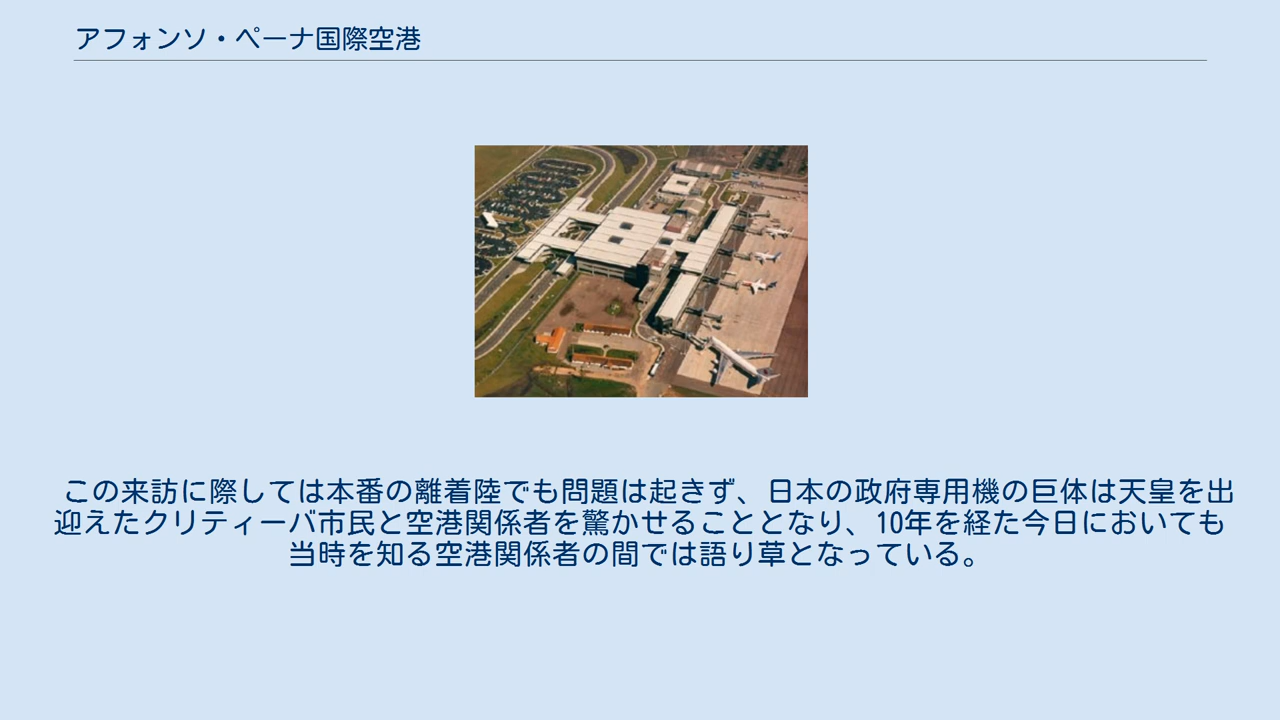 アフォンソ・ペーナ国際空港
この来訪に際しては本番の離着陸でも問題は起きず、日本の政府専用機の巨体は天皇を出
迎えたクリティーバ市民と空港関係者を驚かせることとなり、10年を経た今日においても
当時を知る空港関係者の間では語り草となっている。